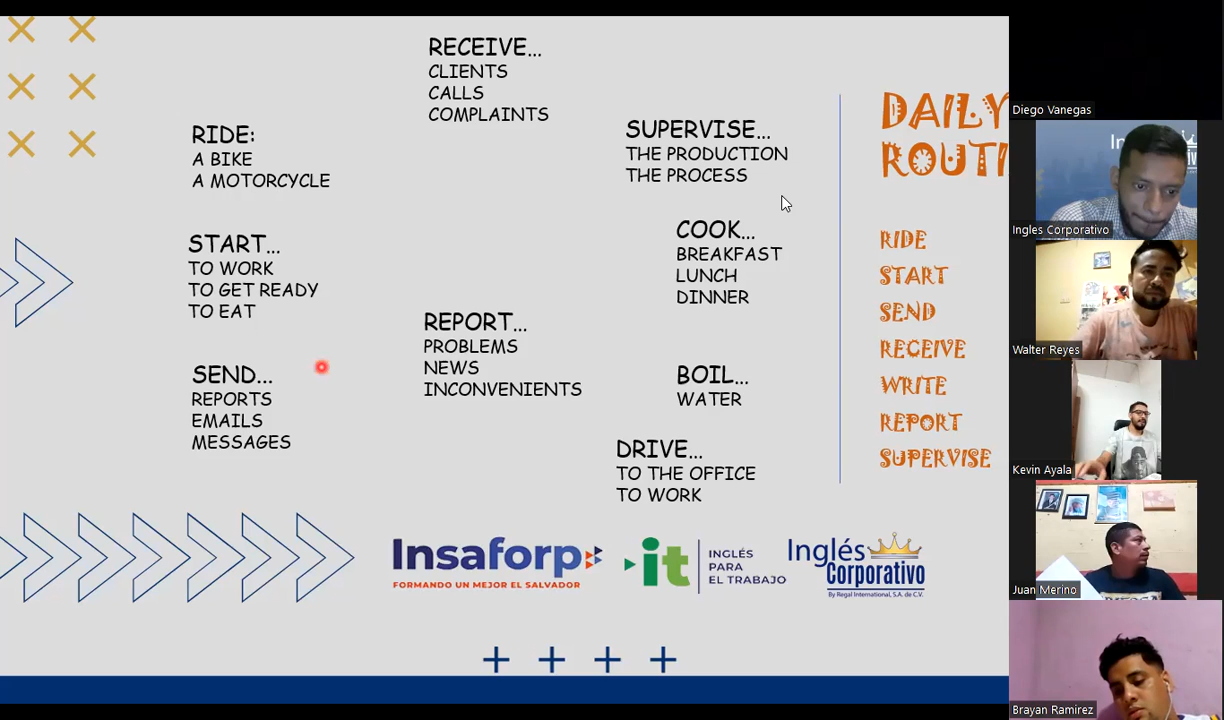 RECEIVE...
CLIENTS
CALLS
COMPLAINTS
RIDE:
A BIKE
A MOTORCYCLE
SUPERVISE...
THE PRODUCTION
THE PROCESS
START...
TO WORK
TO GET READY
TO EAT
COOK...
BREAKFAST
LUNCH
DINNER
REPORT...
PROBLEMS
NEWS
INCONVENIENTS
SEND...
REPORTS
EMAILS
MESSAGES
BOIL...
WATER
DRIVE...
TO THE OFFICE
TO WORK
DAILY
ROUTI
RIDE
START
SEND
RECEIVE
WRITE
REPORT
SUPERVISE
Insaforp
FORMANDO UN MEJOR EL SALVADOR
it
INGLÉS
PARA
EL TRABAJO
Inglés
Corporativo
By Regal International, S.A. de C.V.
Diego Vanegas
Ingles Corporativo
Walter Reyes
Kevin Ayala
Juan Merino
Brayan Ramirez